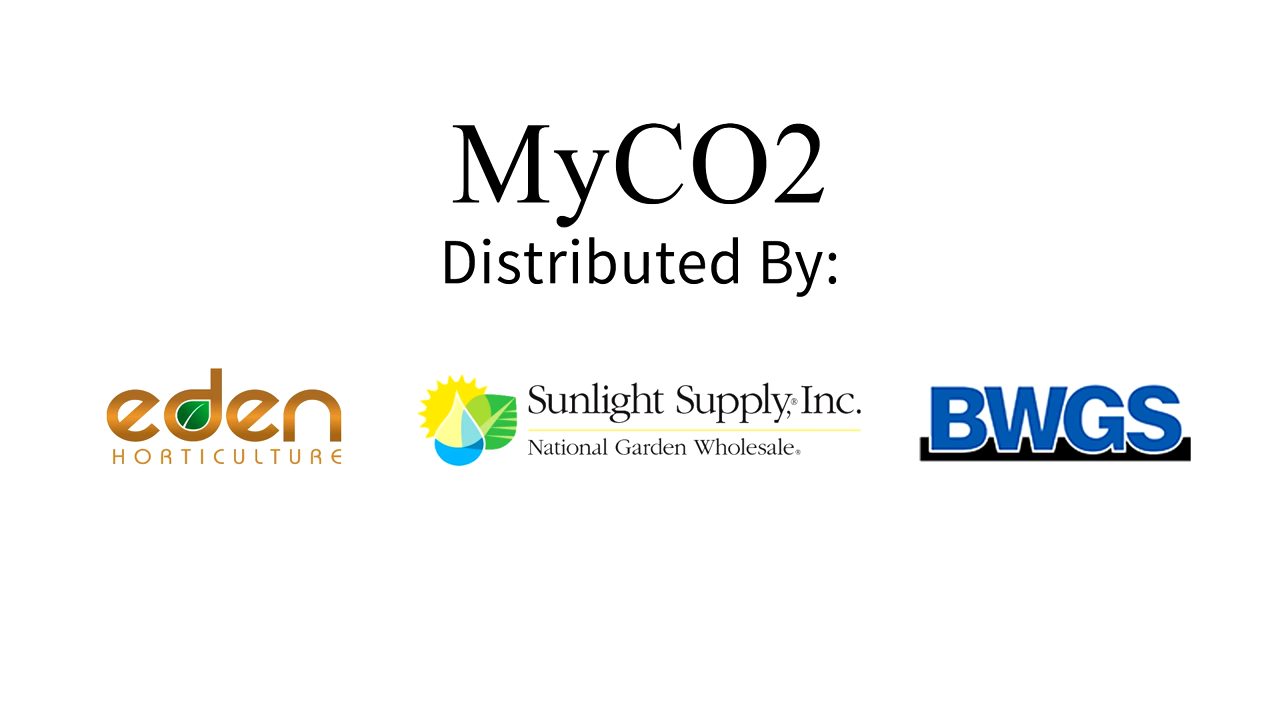 MyCO2
Distributed By:
eden
HORTICULTURE
Sunlight Supply,® Inc.
National Garden Wholesale®
BWGS